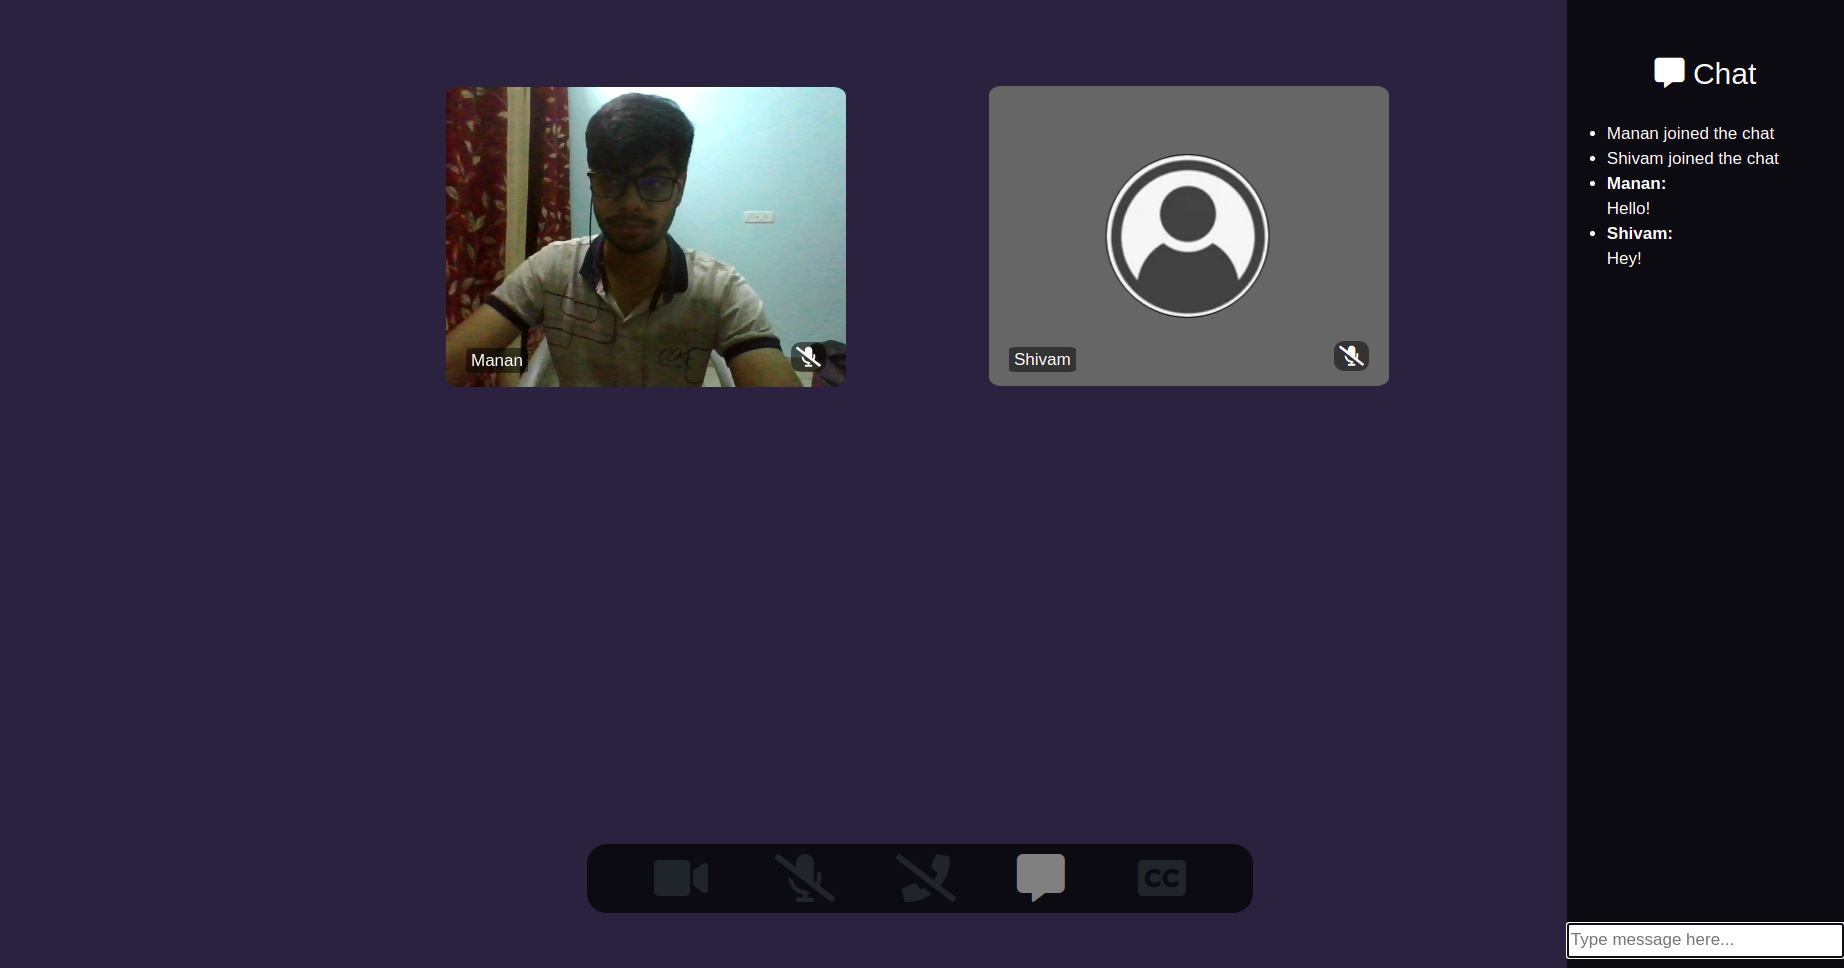 Chat
Manan joined the chat
Shivam joined the chat
Manan:
Hello!
Shivam:
Hey!
Manan
Shivam
CC
Type message here...